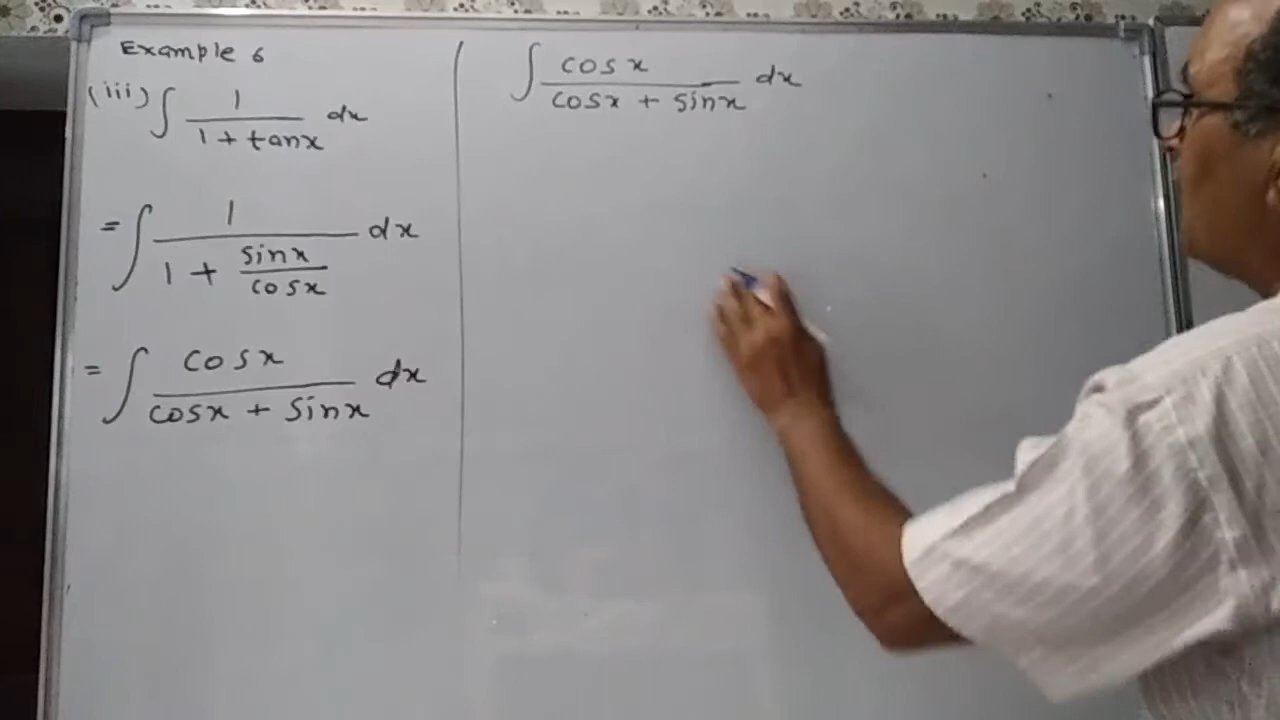 Example 6
(iii) ∫ 1/(1 + tanx) dx
= ∫ 1/(1 + sinx/cosx) dx
= ∫ cosx/(cosx + sinx) dx
∫ cosx/(cosx + sinx) dx